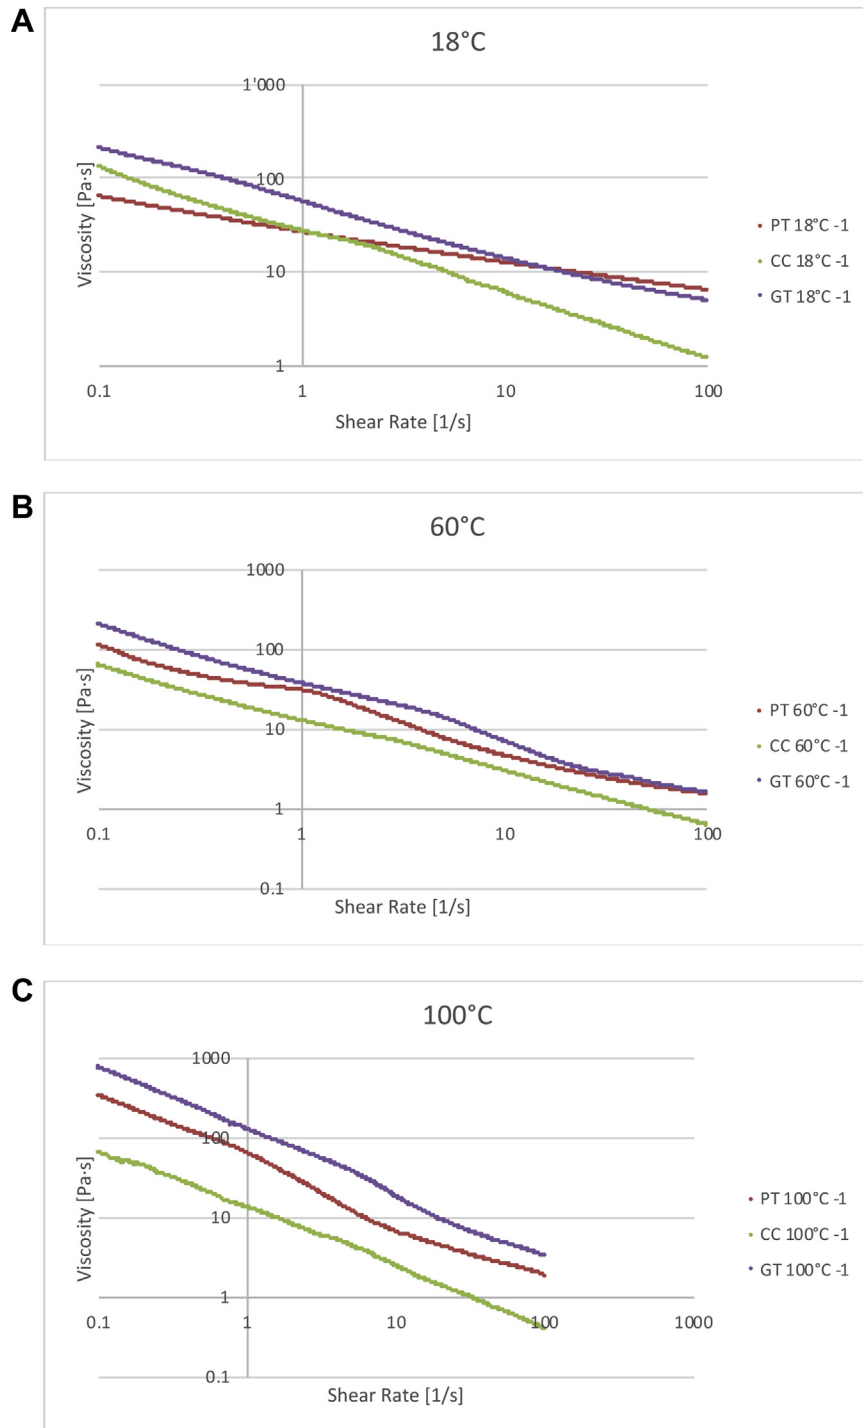 A
18°C
1'000
100
10
1
0.1 1 10 100
Viscosity [Pa·s]
Shear Rate [1/s]
PT 18°C -1
CC 18°C -1
GT 18°C -1
B
60°C
1000
100
10
1
0.1 1 10 100
0.1
Viscosity [Pa·s]
Shear Rate [1/s]
PT 60°C -1
CC 60°C -1
GT 60°C -1
C
100°C
1000
100
10
1
0.1 1 10 100 1000
0.1
Viscosity [Pa·s]
Shear Rate [1/s]
PT 100°C -1
CC 100°C -1
GT 100°C -1